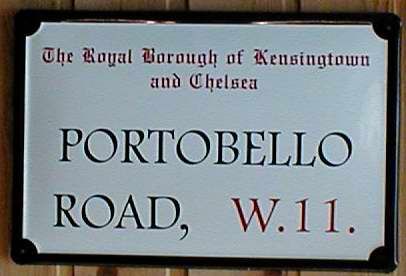 The Royal Borough of Kensingtown
and Chelsea
PORTOBELLO
ROAD, W.11.